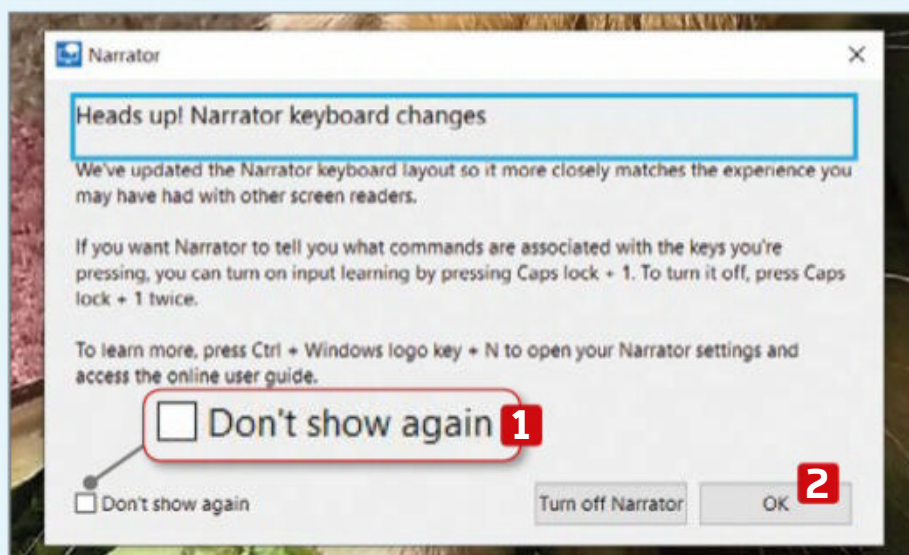 Narrator
Heads up! Narrator keyboard changes
We've updated the Narrator keyboard layout so it more closely matches the experience you
may have had with other screen readers.
If you want Narrator to tell you what commands are associated with the keys you're
pressing, you can turn on input learning by pressing Caps lock + 1. To turn it off, press Caps
lock + 1 twice.
To learn more, press Ctrl + Windows logo key + N to open your Narrator settings and
access the online user guide.
Don't show again 1
Don't show again
Turn off Narrator
OK 2